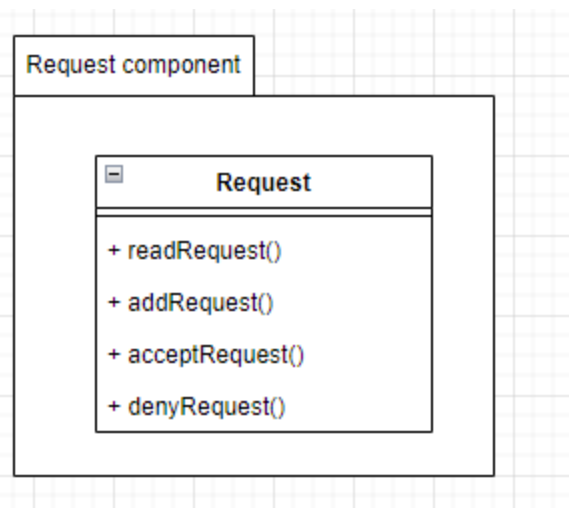 Request component
Request
+ readRequest()
+ addRequest()
+ acceptRequest()
+ denyRequest()